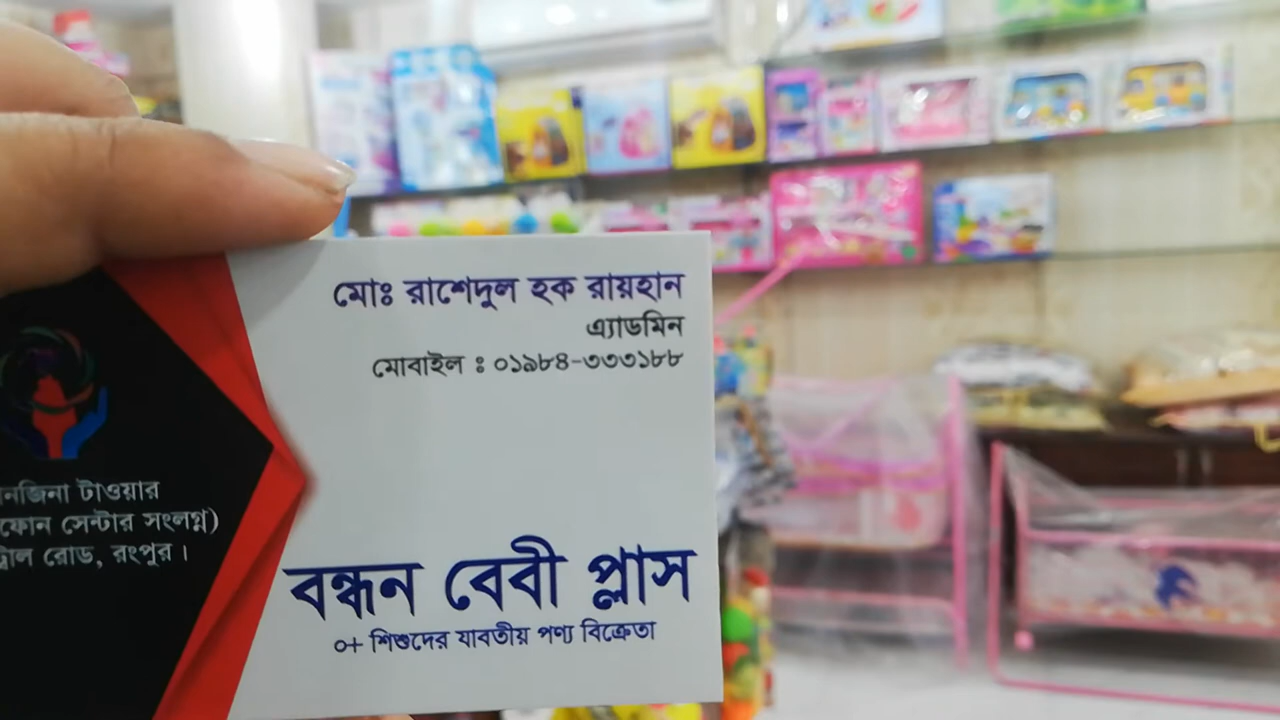 মোঃ রাশেদুল হক রায়হান
এ্যাডমিন
মোবাইল : ০১৯৮৪-৩৩৩১৮৮
টাওয়ার
সেন্টার সংলগ্ন)
রোড, রংপুর।
বন্ধন বেবী প্লাস
০+ শিশুদের যাবতীয় পণ্য বিক্রেতা